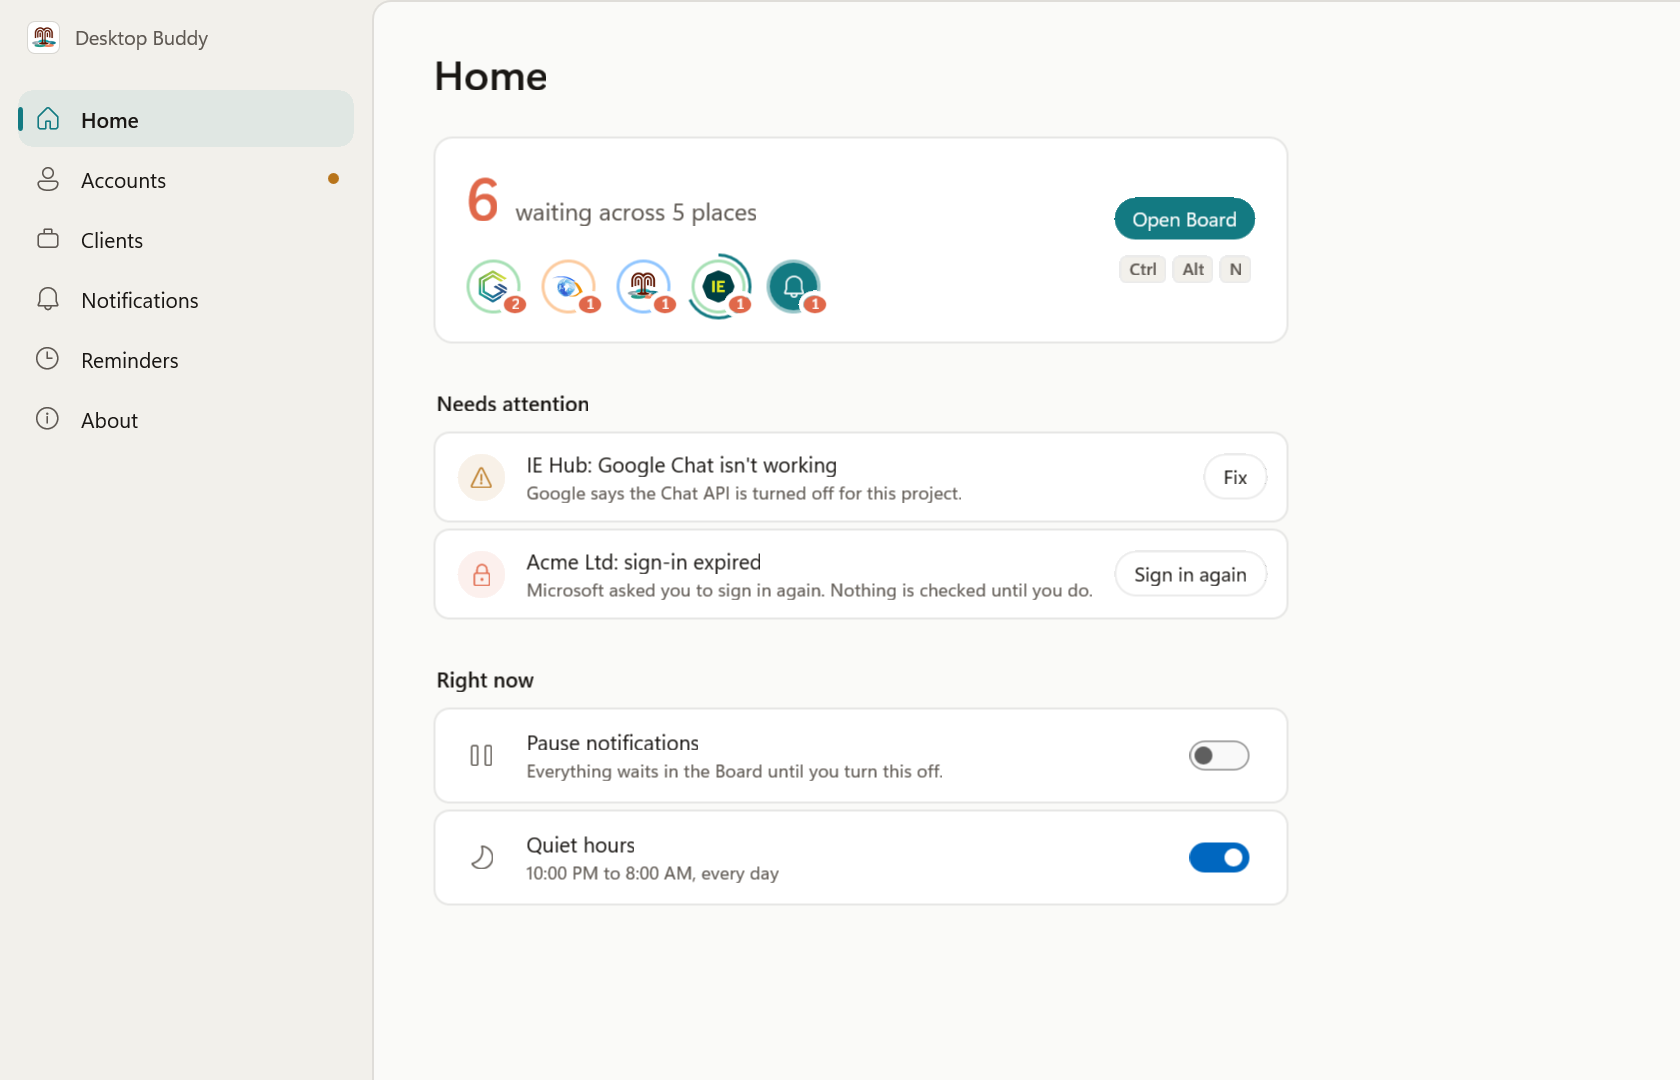 Desktop Buddy
Home
Accounts
Clients
Notifications
Reminders
About
Home
6 waiting across 5 places
2
1
1
IE
1
1
Open Board
Ctrl Alt N
Needs attention
IE Hub: Google Chat isn't working
Google says the Chat API is turned off for this project.
Fix
Acme Ltd: sign-in expired
Microsoft asked you to sign in again. Nothing is checked until you do.
Sign in again
Right now
Pause notifications
Everything waits in the Board until you turn this off.
Quiet hours
10:00 PM to 8:00 AM, every day